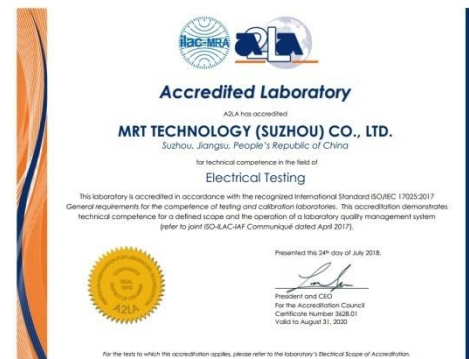 ilac-MRA
A2LA
Accredited Laboratory
A2LA has accredited
MRT TECHNOLOGY (SUZHOU) CO., LTD.
Suzhou, Jiangsu, People's Republic of China
for technical competence in the field of
Electrical Testing
This laboratory is accredited in accordance with the recognized International Standard ISO/IEC 17025:2017
General requirements for the competence of testing and calibration laboratories. This accreditation demonstrates
technical competence for a defined scope and the operation of a laboratory quality management system
(refer to joint ISO-ILAC-IAF Communiqué dated April 2017).
Presented this 24th day of July 2018.
President and CEO
For the Accreditation Council
Certificate Number 3628.01
Valid to August 31, 2020
SEAL
A2LA
For the tests to which this accreditation applies, please refer to the laboratory's Electrical Scope of Accreditation.